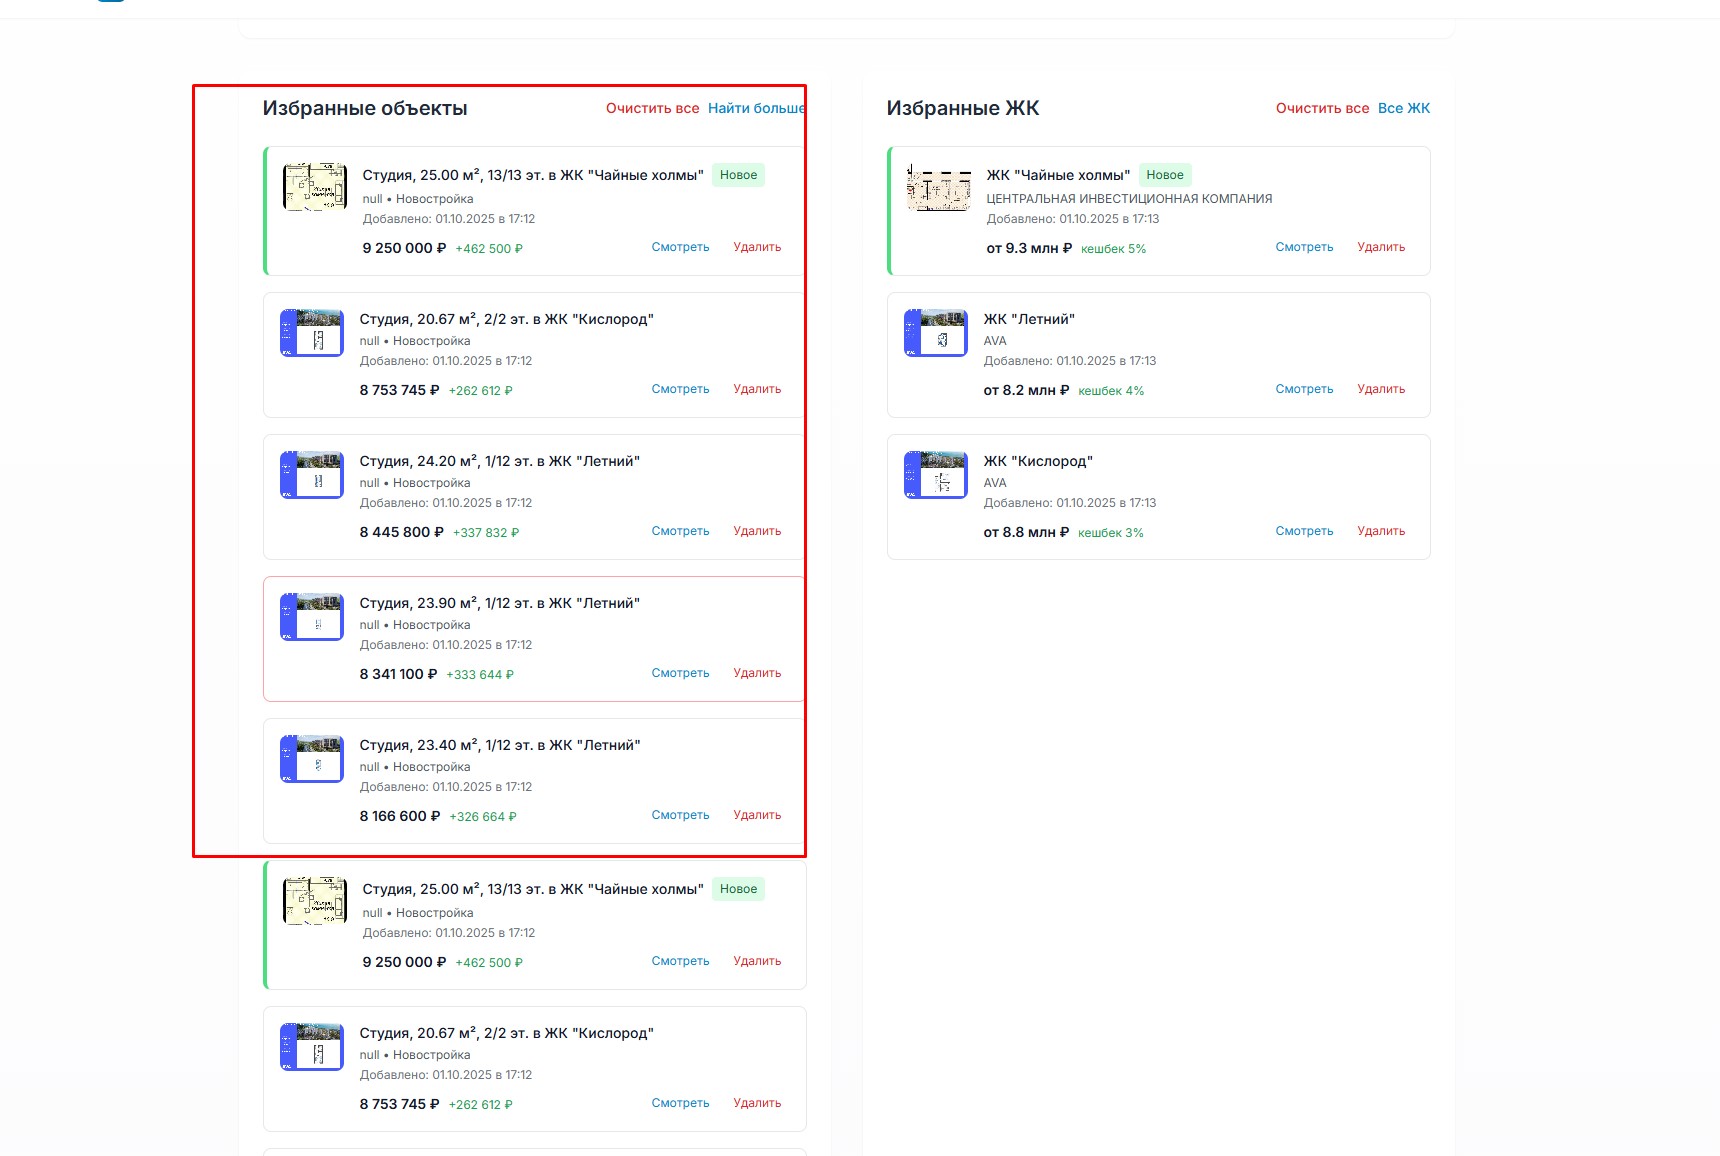 Избранные объекты
Очистить все Найти больше
Студия, 25.00 м², 13/13 эт. в ЖК "Чайные холмы" Новое
null • Новостройка
Добавлено: 01.10.2025 в 17:12
9 250 000 ₽ +462 500 ₽ Смотреть Удалить
Студия, 20.67 м², 2/2 эт. в ЖК "Кислород"
null • Новостройка
Добавлено: 01.10.2025 в 17:12
8 753 745 ₽ +262 612 ₽ Смотреть Удалить
Студия, 24.20 м², 1/12 эт. в ЖК "Летний"
null • Новостройка
Добавлено: 01.10.2025 в 17:12
8 445 800 ₽ +337 832 ₽ Смотреть Удалить
Студия, 23.90 м², 1/12 эт. в ЖК "Летний"
null • Новостройка
Добавлено: 01.10.2025 в 17:12
8 341 100 ₽ +333 644 ₽ Смотреть Удалить
Студия, 23.40 м², 1/12 эт. в ЖК "Летний"
null • Новостройка
Добавлено: 01.10.2025 в 17:12
8 166 600 ₽ +326 664 ₽ Смотреть Удалить
Студия, 25.00 м², 13/13 эт. в ЖК "Чайные холмы" Новое
null • Новостройка
Добавлено: 01.10.2025 в 17:12
9 250 000 ₽ +462 500 ₽ Смотреть Удалить
Студия, 20.67 м², 2/2 эт. в ЖК "Кислород"
null • Новостройка
Добавлено: 01.10.2025 в 17:12
8 753 745 ₽ +262 612 ₽ Смотреть Удалить
Избранные ЖК
Очистить все Все ЖК
ЖК "Чайные холмы" Новое
ЦЕНТРАЛЬНАЯ ИНВЕСТИЦИОННАЯ КОМПАНИЯ
Добавлено: 01.10.2025 в 17:13
от 9.3 млн ₽ кешбек 5% Смотреть Удалить
ЖК "Летний"
AVA
Добавлено: 01.10.2025 в 17:13
от 8.2 млн ₽ кешбек 4% Смотреть Удалить
ЖК "Кислород"
AVA
Добавлено: 01.10.2025 в 17:13
от 8.8 млн ₽ кешбек 3% Смотреть Удалить